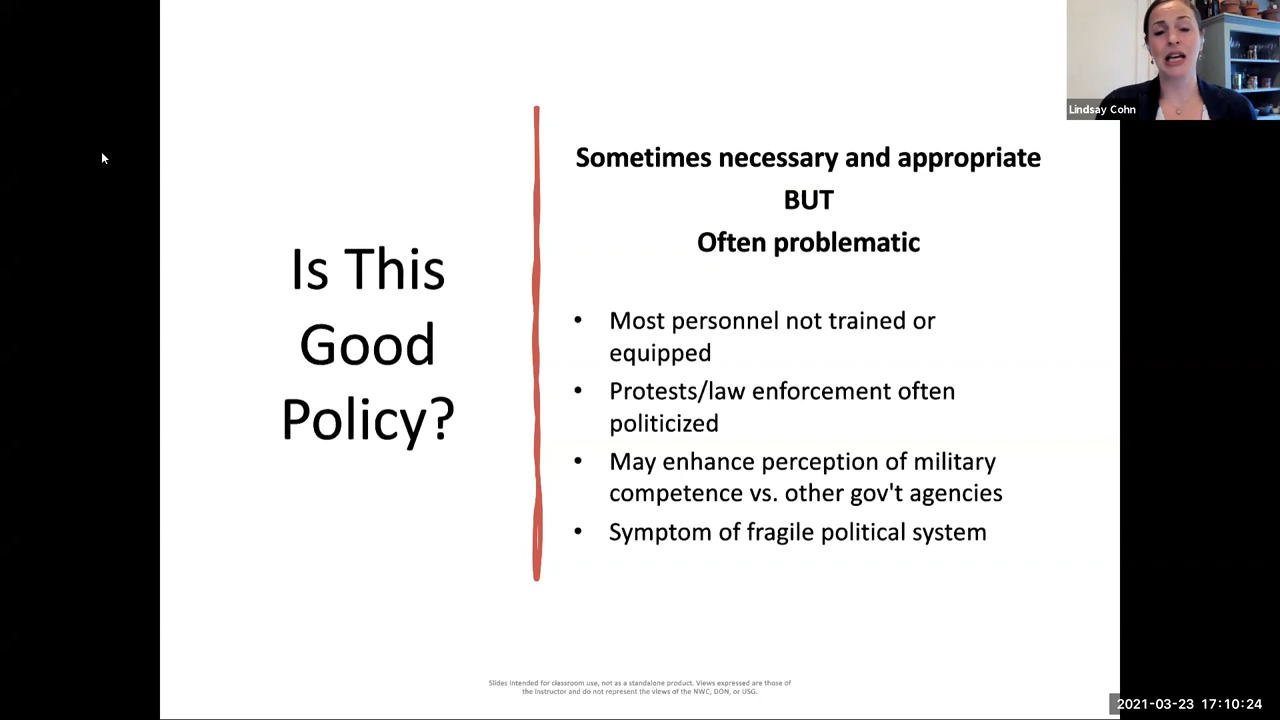 Lindsay Cohn
Is This
Good
Policy?
Sometimes necessary and appropriate
BUT
Often problematic
• Most personnel not trained or
equipped
• Protests/law enforcement often
politicized
• May enhance perception of military
competence vs. other gov't agencies
• Symptom of fragile political system
Slides intended for classroom use, not as a standalone product. Views expressed are those of
the instructor and do not represent the views of the NWC, DON, or USG.
2021-03-23 17:10:24